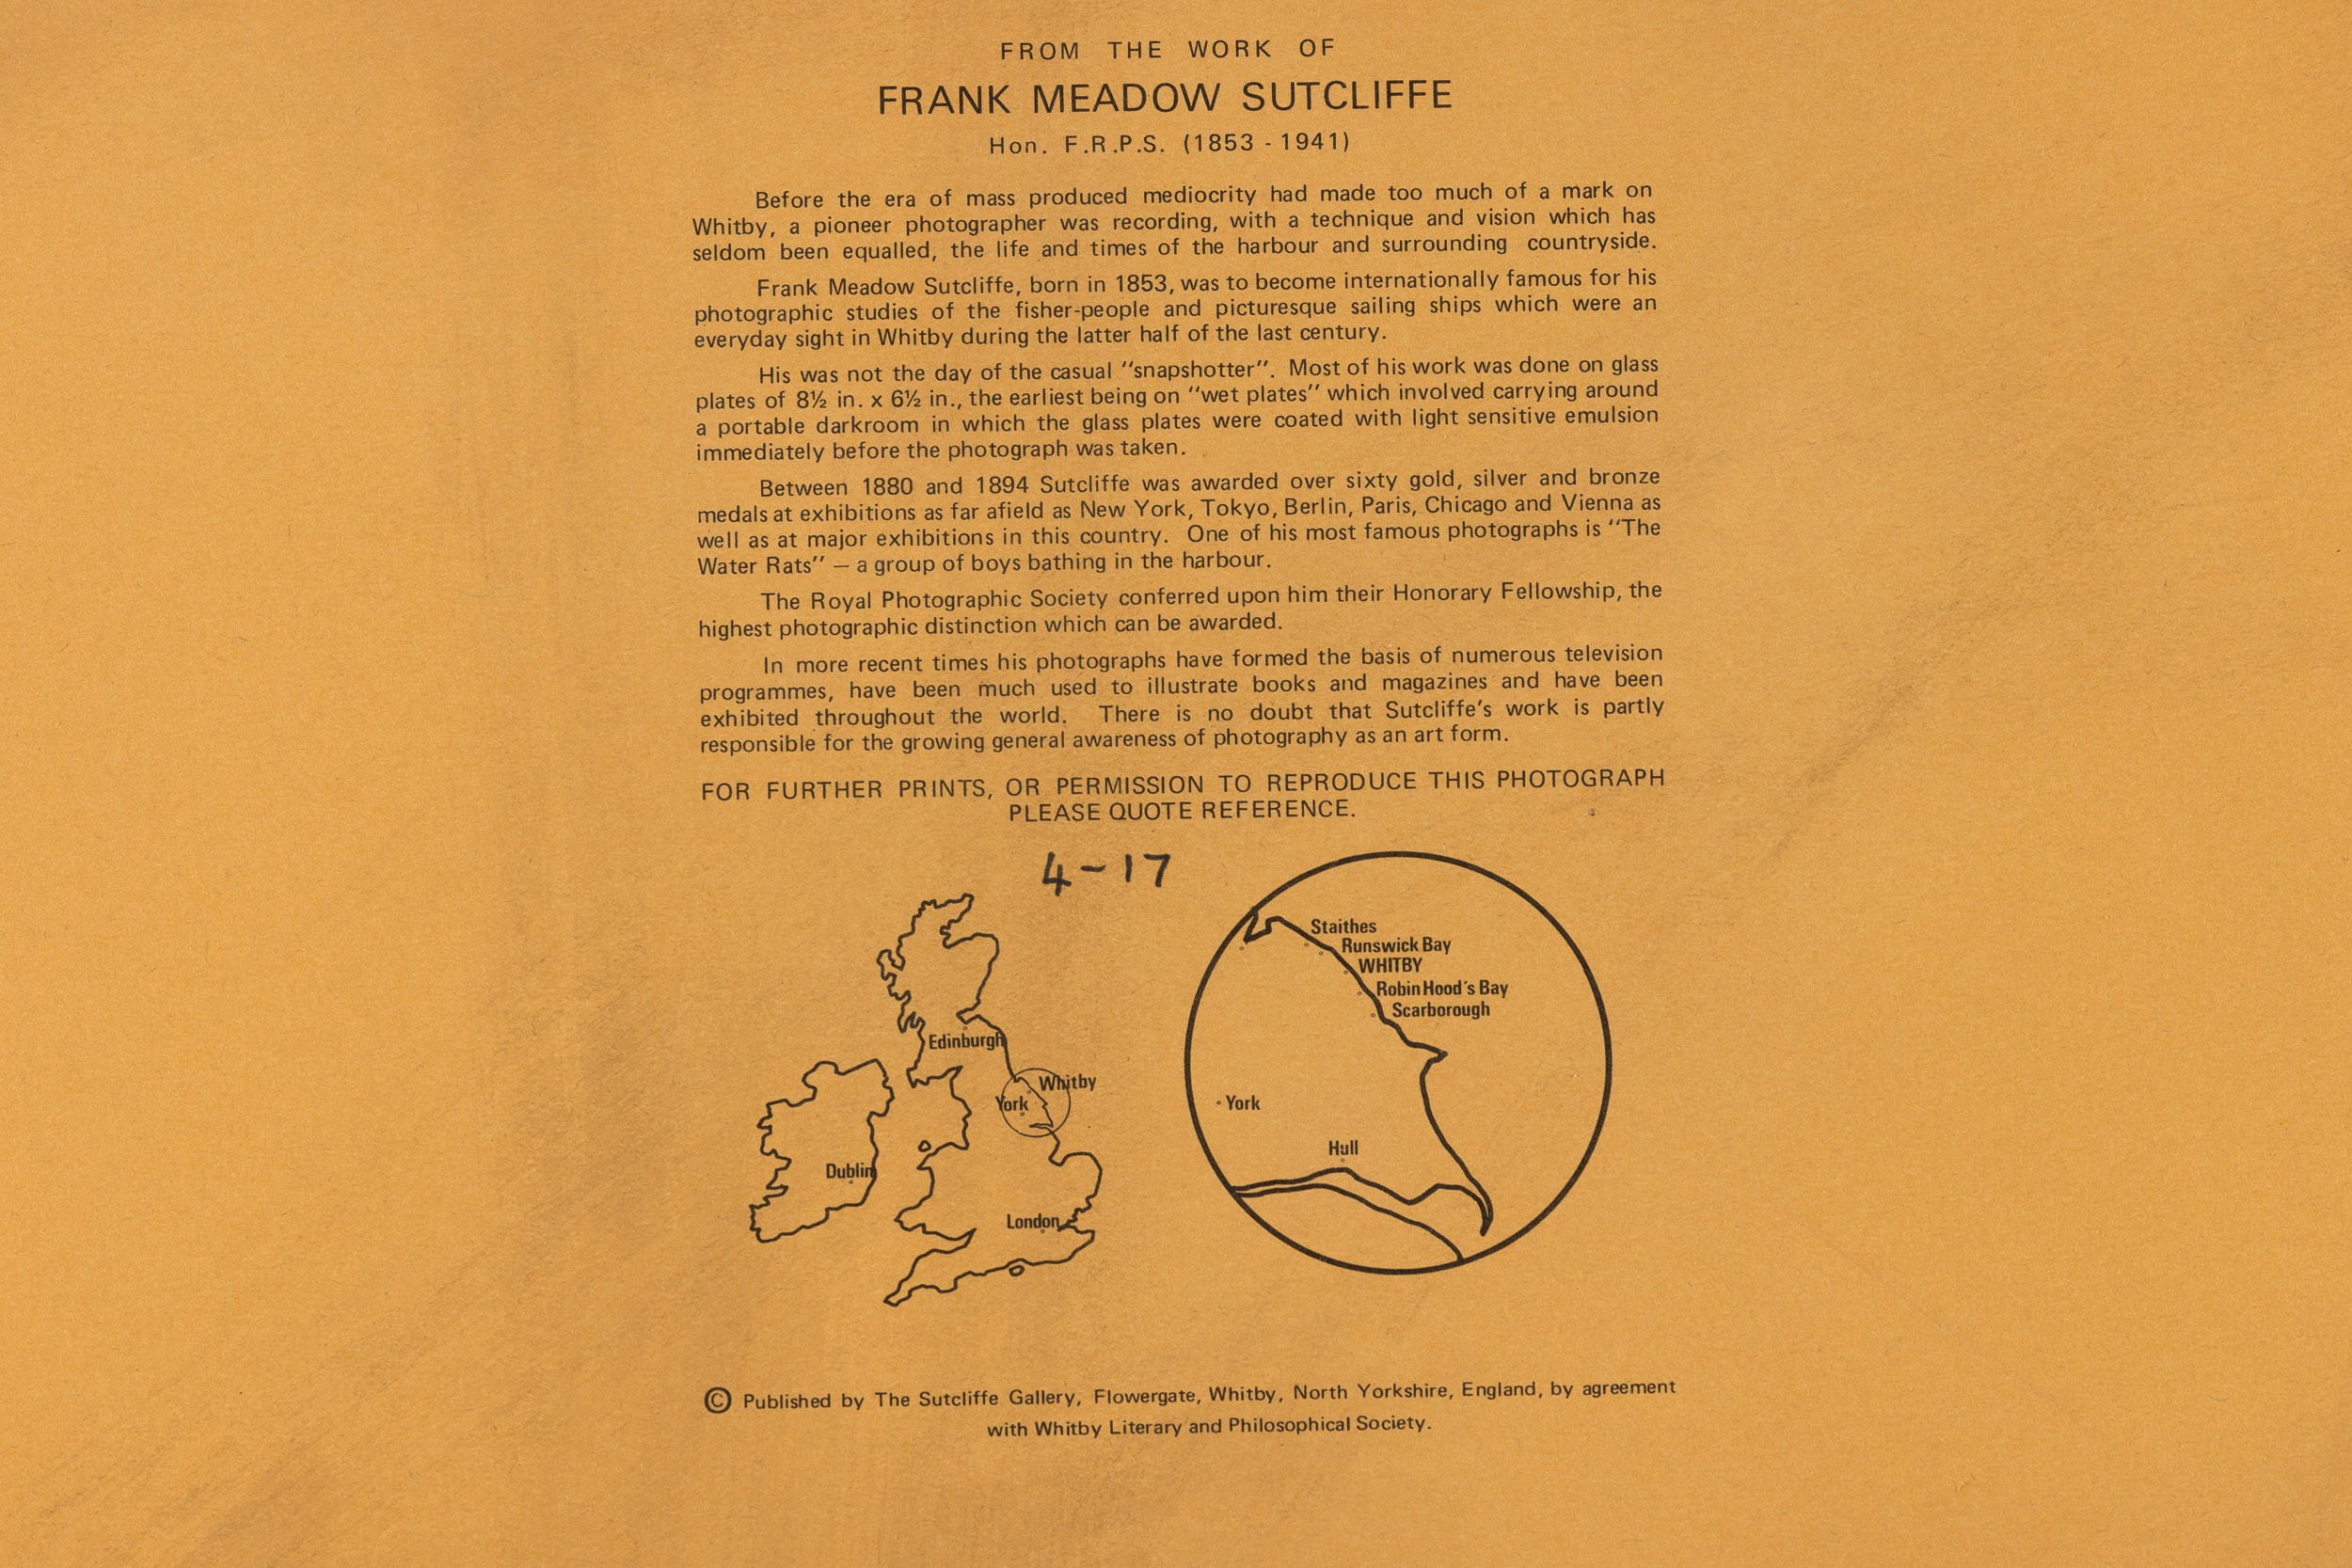 FROM THE WORK OF
FRANK MEADOW SUTCLIFFE
Hon. F.R.P.S. (1853 - 1941)
Before the era of mass produced mediocrity had made too much of a mark on
Whitby, a pioneer photographer was recording, with a technique and vision which has
seldom been equalled, the life and times of the harbour and surrounding countryside.
Frank Meadow Sutcliffe, born in 1853, was to become internationally famous for his
photographic studies of the fisher-people and picturesque sailing ships which were an
everyday sight in Whitby during the latter half of the last century.
His was not the day of the casual "snapshotter". Most of his work was done on glass
plates of 8½ in. x 6½ in., the earliest being on "wet plates" which involved carrying around
a portable darkroom in which the glass plates were coated with light sensitive emulsion
immediately before the photograph was taken.
Between 1880 and 1894 Sutcliffe was awarded over sixty gold, silver and bronze
medals at exhibitions as far afield as New York, Tokyo, Berlin, Paris, Chicago and Vienna as
well as at major exhibitions in this country. One of his most famous photographs is "The
Water Rats" — a group of boys bathing in the harbour.
The Royal Photographic Society conferred upon him their Honorary Fellowship, the
highest photographic distinction which can be awarded.
In more recent times his photographs have formed the basis of numerous television
programmes, have been much used to illustrate books and magazines and have been
exhibited throughout the world. There is no doubt that Sutcliffe's work is partly
responsible for the growing general awareness of photography as an art form.
FOR FURTHER PRINTS, OR PERMISSION TO REPRODUCE THIS PHOTOGRAPH
PLEASE QUOTE REFERENCE.
4-17
Edinburgh
Whitby
York
Dublin
London
Staithes
Runswick Bay
WHITBY
Robin Hood's Bay
Scarborough
York
Hull
© Published by The Sutcliffe Gallery, Flowergate, Whitby, North Yorkshire, England, by agreement
with Whitby Literary and Philosophical Society.